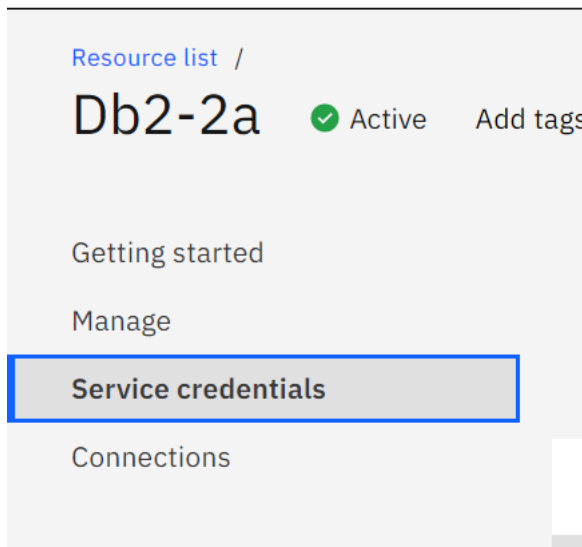 Resource list /
Db2-2a Active Add tags
Getting started
Manage
Service credentials
Connections